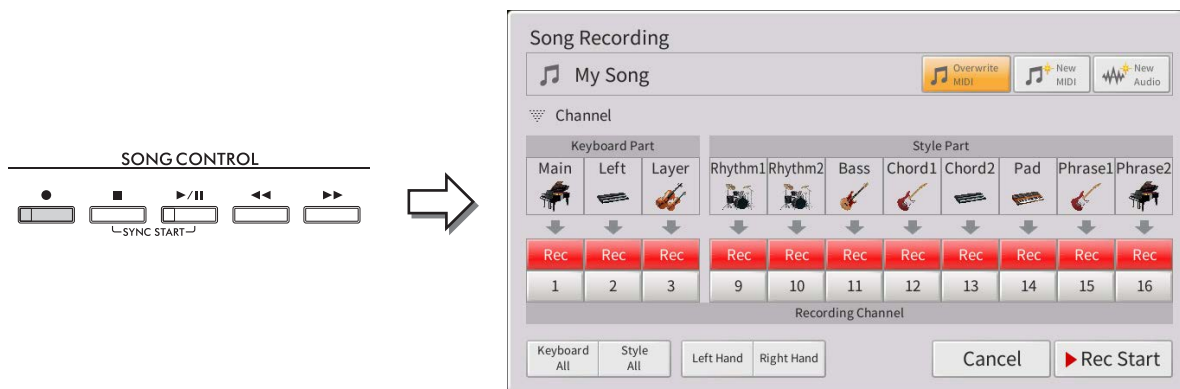 SONG CONTROL
SYNC START
Song Recording
My Song
Overwrite
MIDI
New
MIDI
New
Audio
Channel
Keyboard Part
Style Part
Main Left Layer Rhythm1 Rhythm2 Bass Chord1 Chord2 Pad Phrase1 Phrase2
Rec Rec Rec Rec Rec Rec Rec Rec Rec Rec Rec
1 2 3 9 10 11 12 13 14 15 16
Recording Channel
Keyboard
All
Style
All
Left Hand Right Hand
Cancel
Rec Start